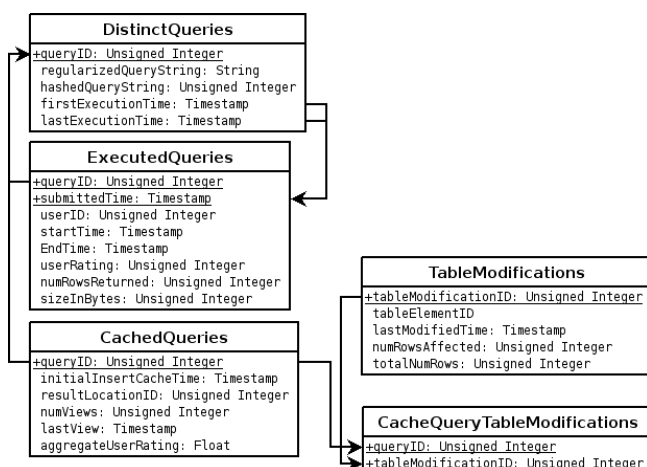 DistinctQueries
+queryID: Unsigned Integer
regularizedQueryString: String
hashedQueryString: Unsigned Integer
firstExecutionTime: Timestamp
lastExecutionTime: Timestamp
ExecutedQueries
+queryID: Unsigned Integer
+submittedTime: Timestamp
userID: Unsigned Integer
startTime: Timestamp
EndTime: Timestamp
userRating: Unsigned Integer
numRowsReturned: Unsigned Integer
sizeInBytes: Unsigned Integer
CachedQueries
+queryID: Unsigned Integer
initialInsertCacheTime: Timestamp
resultLocationID: Unsigned Integer
numViews: Unsigned Integer
lastView: Timestamp
aggregateUserRating: Float
TableModifications
+tableModificationID: Unsigned Integer
tableElementID
lastModifiedTime: Timestamp
numRowsAffected: Unsigned Integer
totalNumRows: Unsigned Integer
CacheQueryTableModifications
+queryID: Unsigned Integer
+tableModificationID: Unsigned Integer